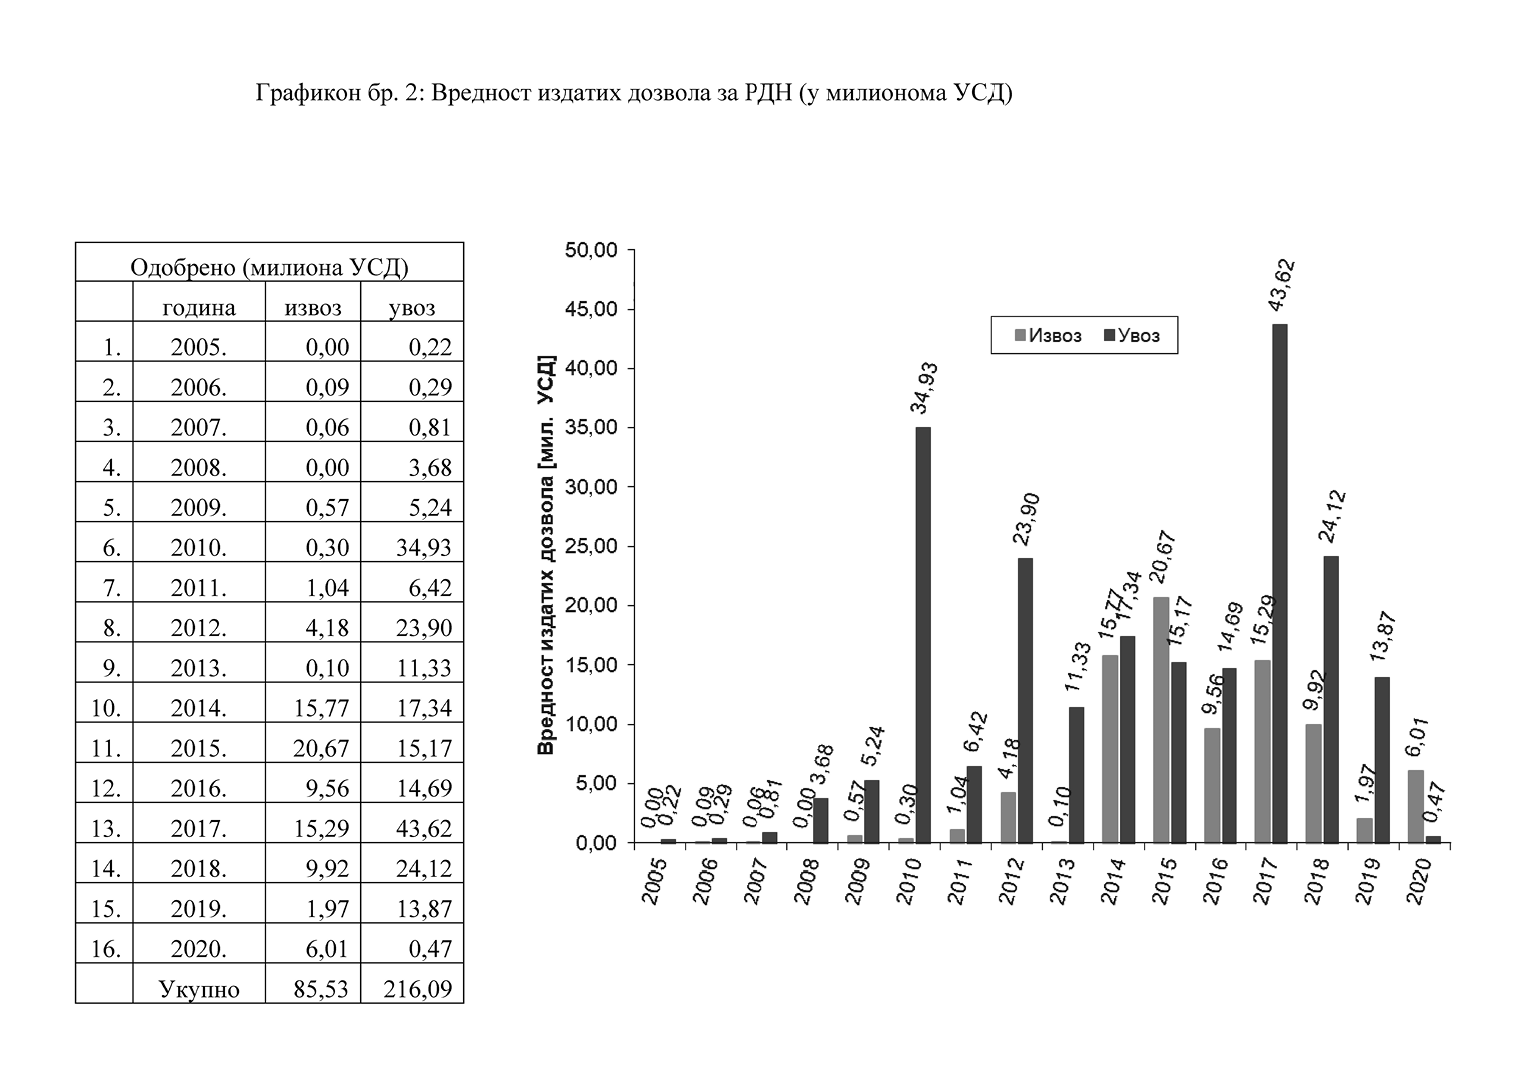 Графикон бр. 2: Вредност издатих дозвола за РДН (у милионома УСД)
Одобрено (милиона УСД)
година извоз увоз
1. 2005. 0,00 0,22
2. 2006. 0,09 0,29
3. 2007. 0,06 0,81
4. 2008. 0,00 3,68
5. 2009. 0,57 5,24
6. 2010. 0,30 34,93
7. 2011. 1,04 6,42
8. 2012. 4,18 23,90
9. 2013. 0,10 11,33
10. 2014. 15,77 17,34
11. 2015. 20,67 15,17
12. 2016. 9,56 14,69
13. 2017. 15,29 43,62
14. 2018. 9,92 24,12
15. 2019. 1,97 13,87
16. 2020. 6,01 0,47
Укупно 85,53 216,09
Вредност издатих дозвола [мил. УСД]
50,00
45,00
40,00
35,00
30,00
25,00
20,00
15,00
10,00
5,00
0,00
Извоз Увоз
0,00 0,22
0,09 0,29
0,06 0,81
0,00 3,68
0,57 5,24
0,30 34,93
1,04 6,42
4,18 23,90
0,10 11,33
15,77 17,34
20,67 15,17
9,56 14,69
15,29 43,62
9,92 24,12
1,97 13,87
6,01 0,47
2005 2006 2007 2008 2009 2010 2011 2012 2013 2014 2015 2016 2017 2018 2019 2020